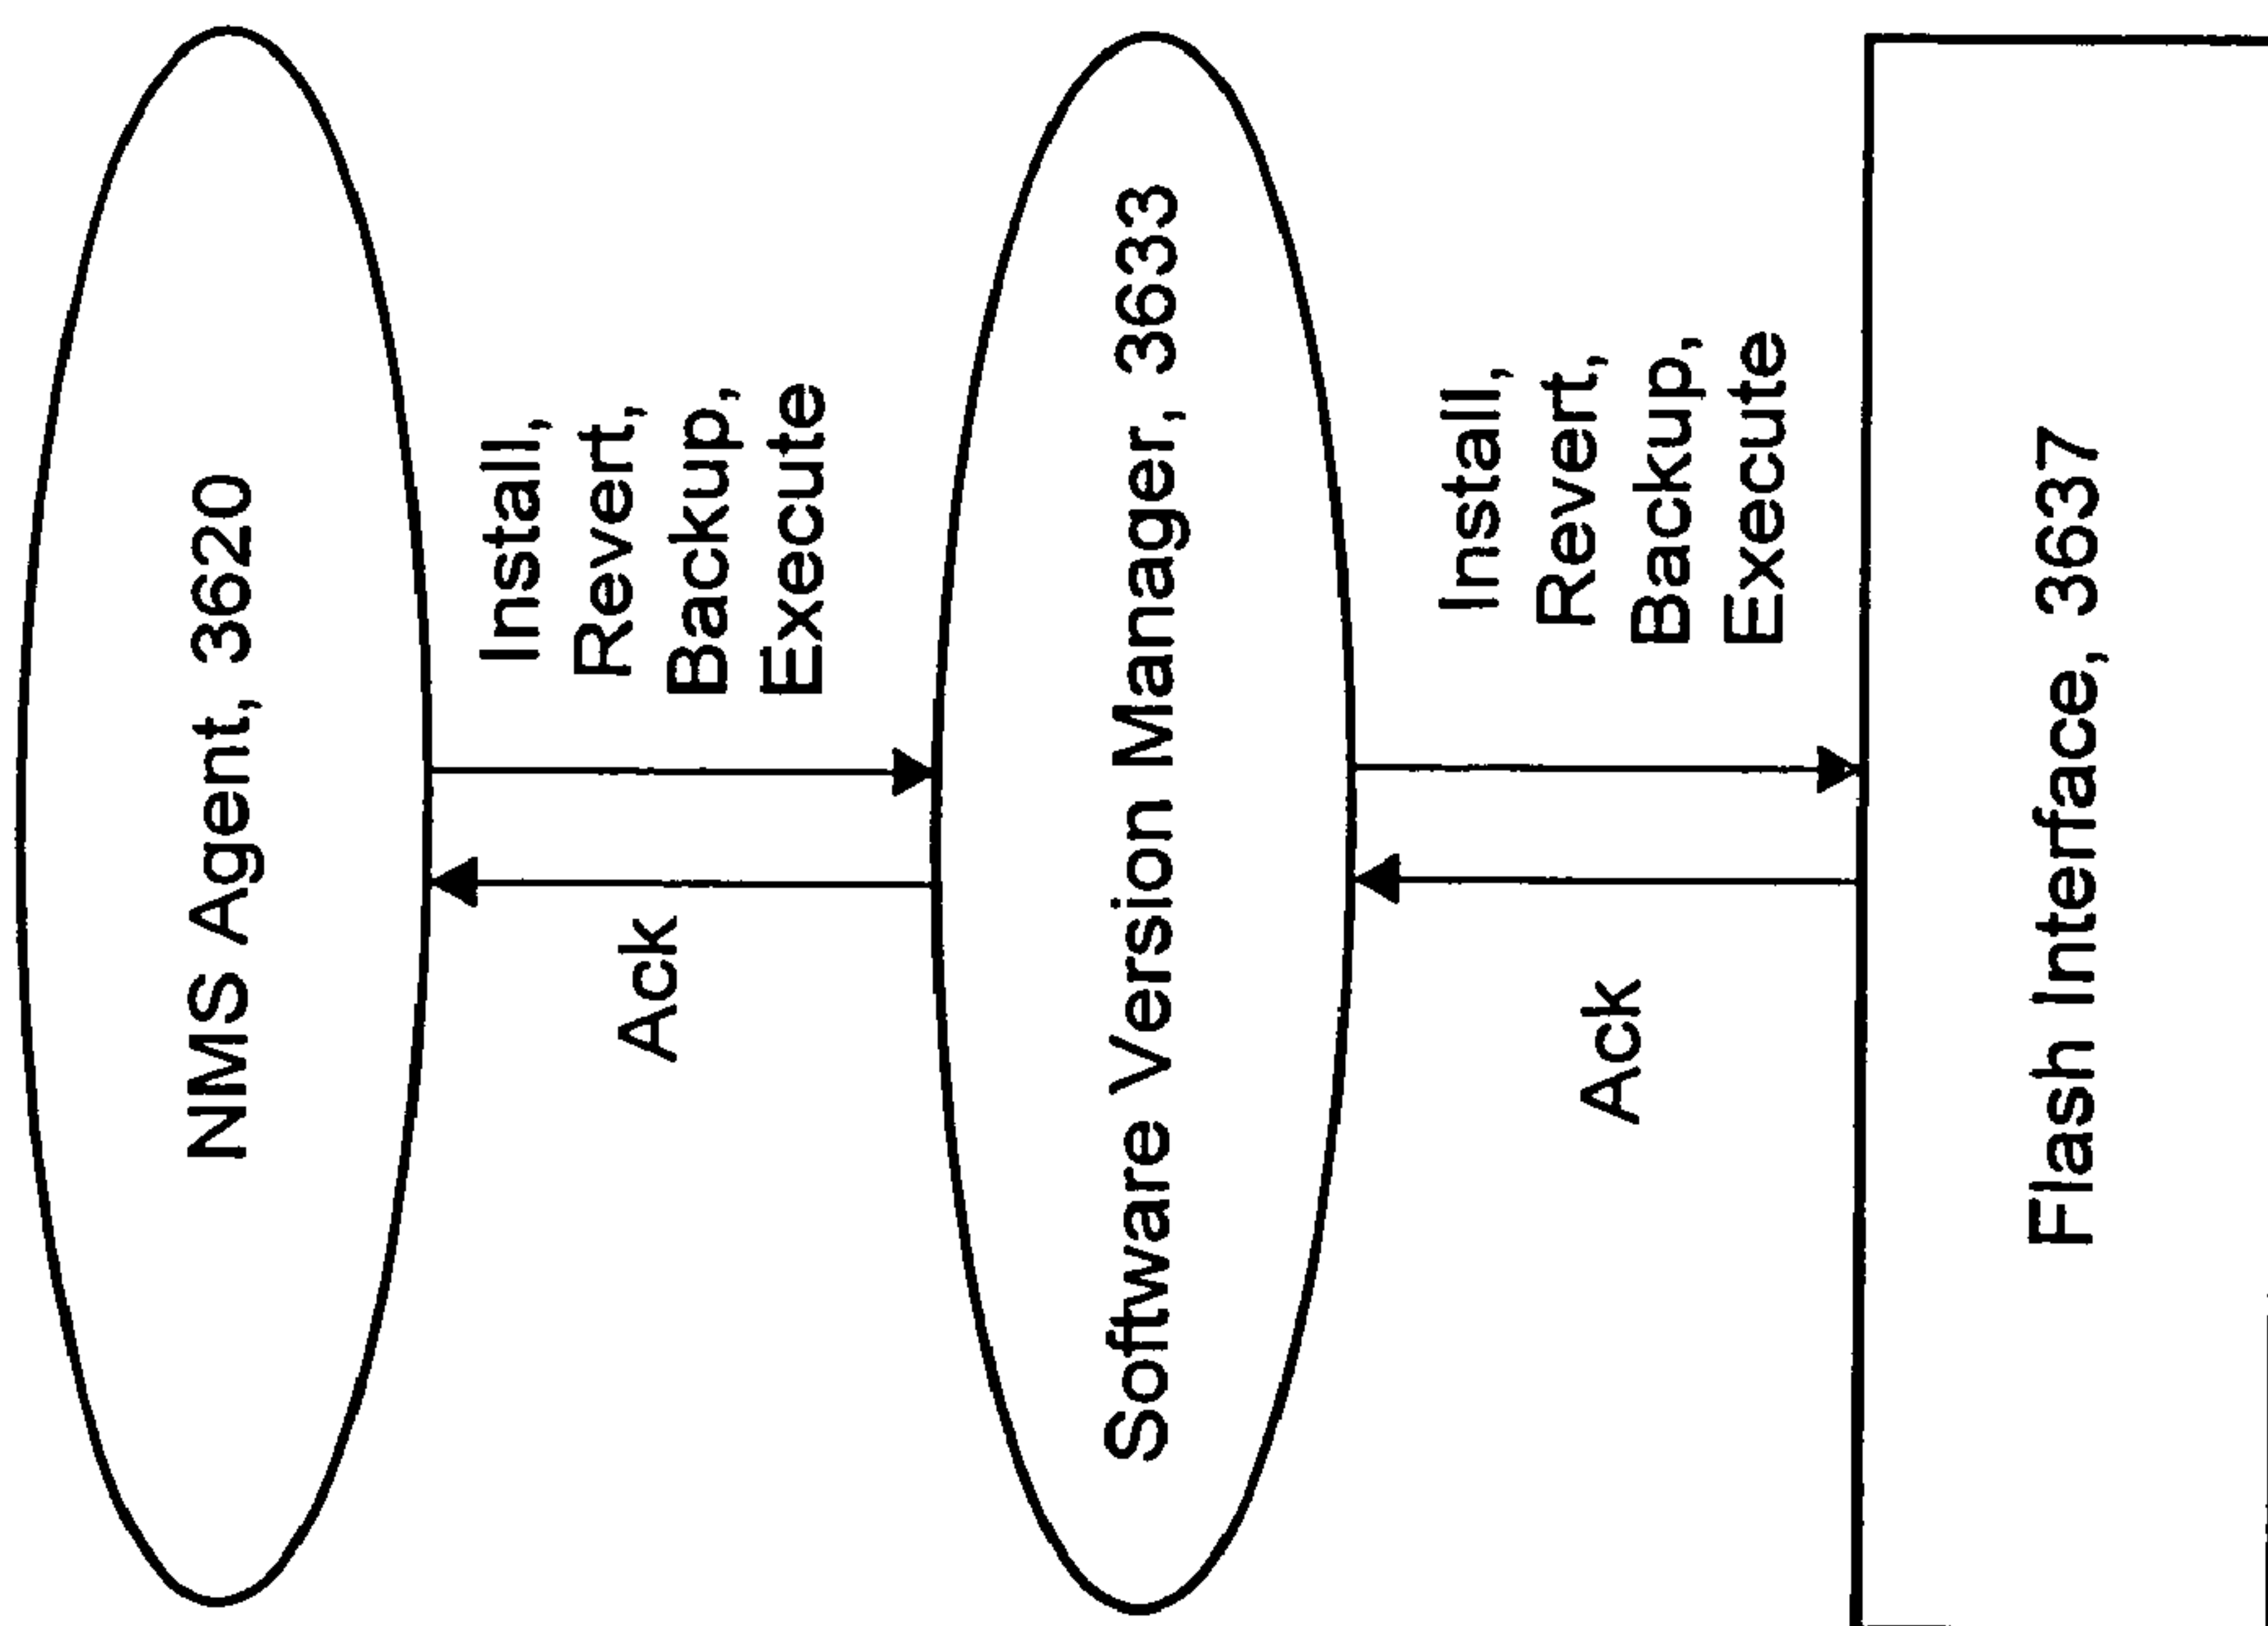 NMS Agent, 3620
Install,
Revert,
Backup,
Execute
Ack
Software Version Manager, 3633
Install,
Revert,
Backup,
Execute
Ack
Flash Interface, 3637